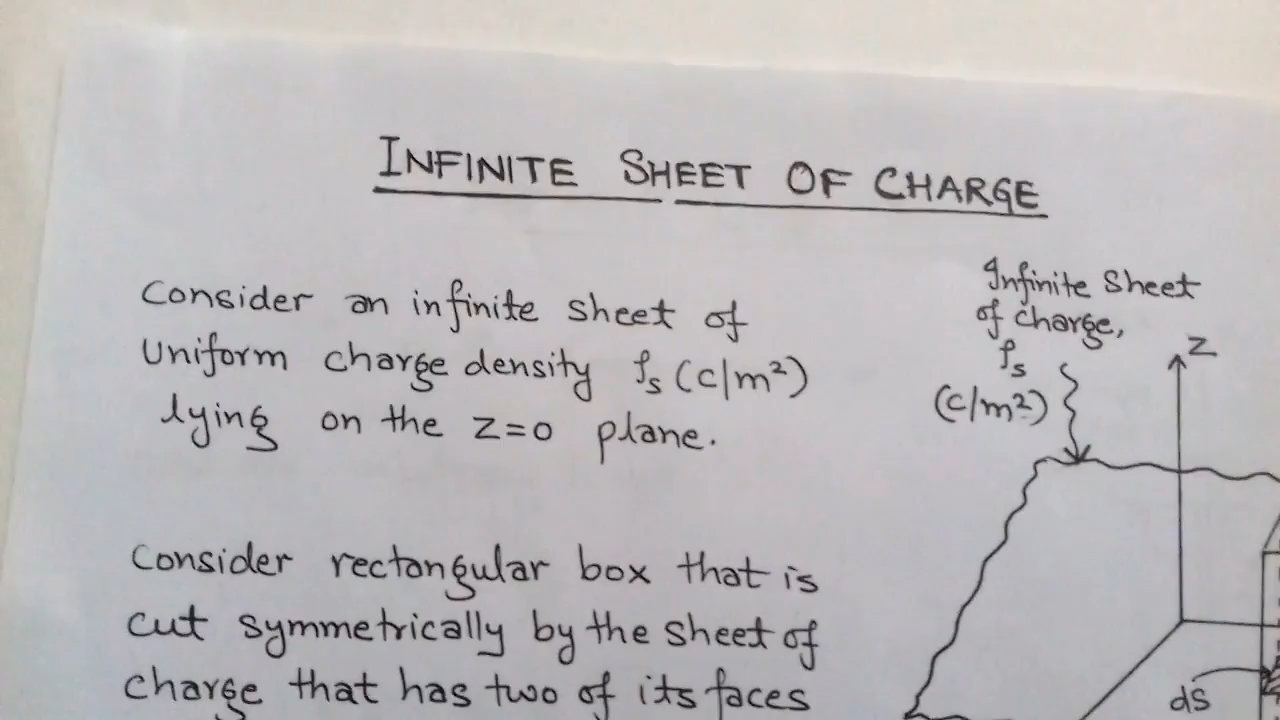 INFINITE SHEET OF CHARGE
Consider an infinite sheet of
uniform charge density ρs (C/m²)
lying on the z=0 plane.
Consider rectangular box that is
cut symmetrically by the sheet of
charge that has two of its faces
Infinite Sheet
of charge,
ρs
(C/m²)
Z
ds